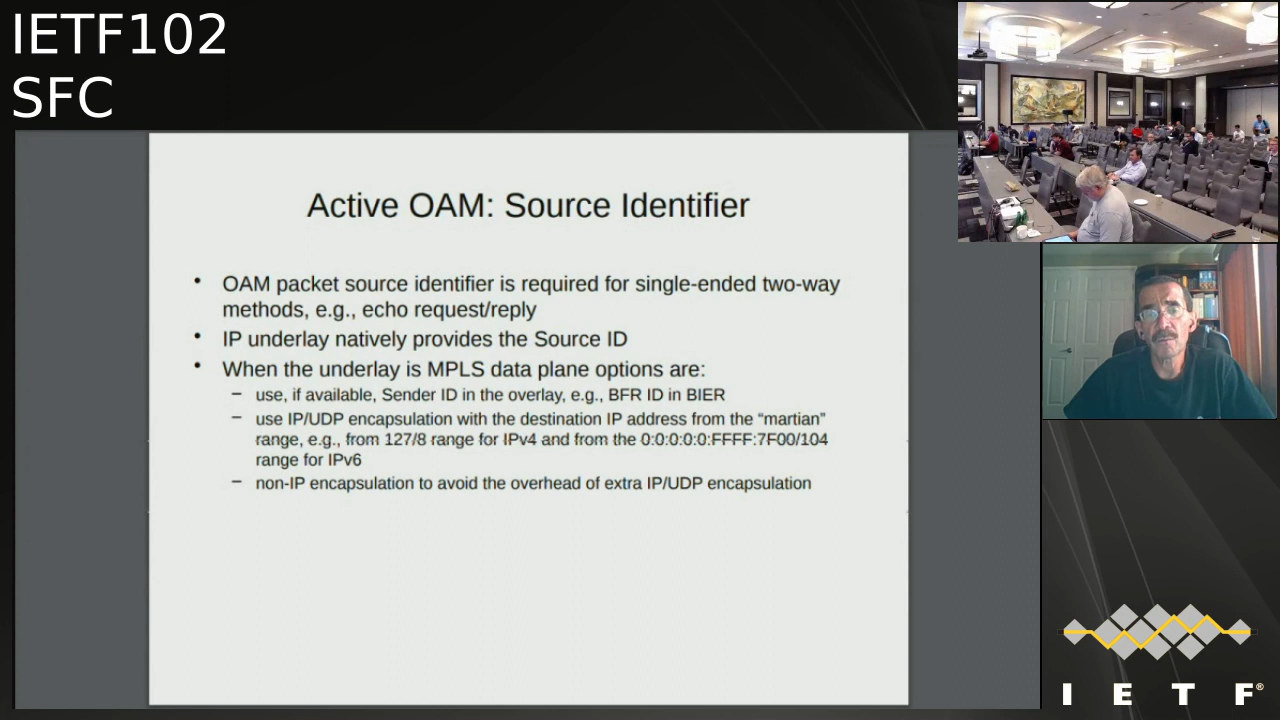 IETF102
SFC
Active OAM: Source Identifier
• OAM packet source identifier is required for single-ended two-way
methods, e.g., echo request/reply
• IP underlay natively provides the Source ID
• When the underlay is MPLS data plane options are:
– use, if available, Sender ID in the overlay, e.g., BFR ID in BIER
– use IP/UDP encapsulation with the destination IP address from the “martian”
range, e.g., from 127/8 range for IPv4 and from the 0:0:0:0:0:FFFF:7F00/104
range for IPv6
– non-IP encapsulation to avoid the overhead of extra IP/UDP encapsulation
I E T F®